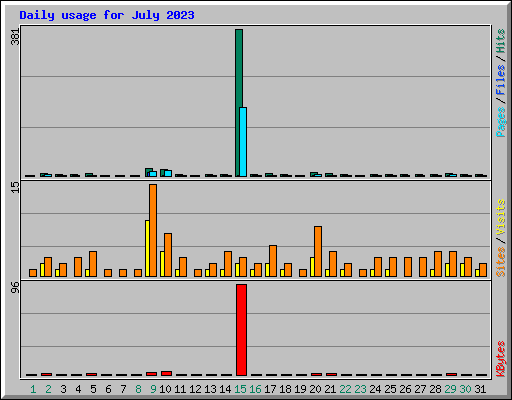 Daily usage for July 2023
381
Pages / Files / Hits
15
Sites / Visits
96
KBytes
1 2 3 4 5 6 7 8 9 10 11 12 13 14 15 16 17 18 19 20 21 22 23 24 25 26 27 28 29 30 31